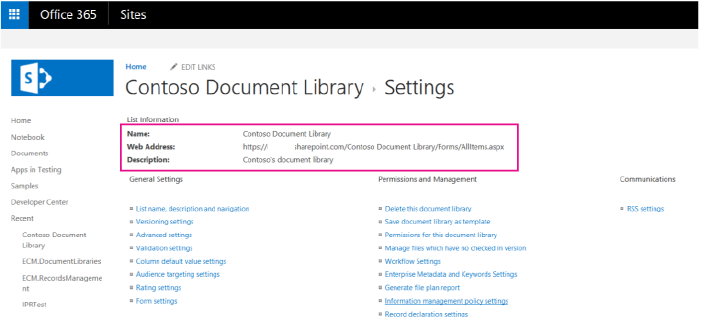 Office 365 Sites
Home EDIT LINKS
Contoso Document Library Settings
List Information
Name: Contoso Document Library
Web Address: https:// sharepoint.com/Contoso Document Library/Forms/AllItems.aspx
Description: Contoso's document library
Home
Notebook
Documents
Apps in Testing
Samples
Developer Center
Recent
Contoso Document
Library
ECM.DocumentLibraries
ECM.RecordsManageme
nt
IPRTest
General Settings
List name, description and navigation
Versioning settings
Advanced settings
Validation settings
Column default value settings
Audience targeting settings
Rating settings
Form settings
Permissions and Management
Delete this document library
Save document library as template
Permissions for this document library
Manage files which have no checked in version
Workflow Settings
Enterprise Metadata and Keywords Settings
Generate file plan report
Information management policy settings
Record declaration settings
Communications
RSS settings